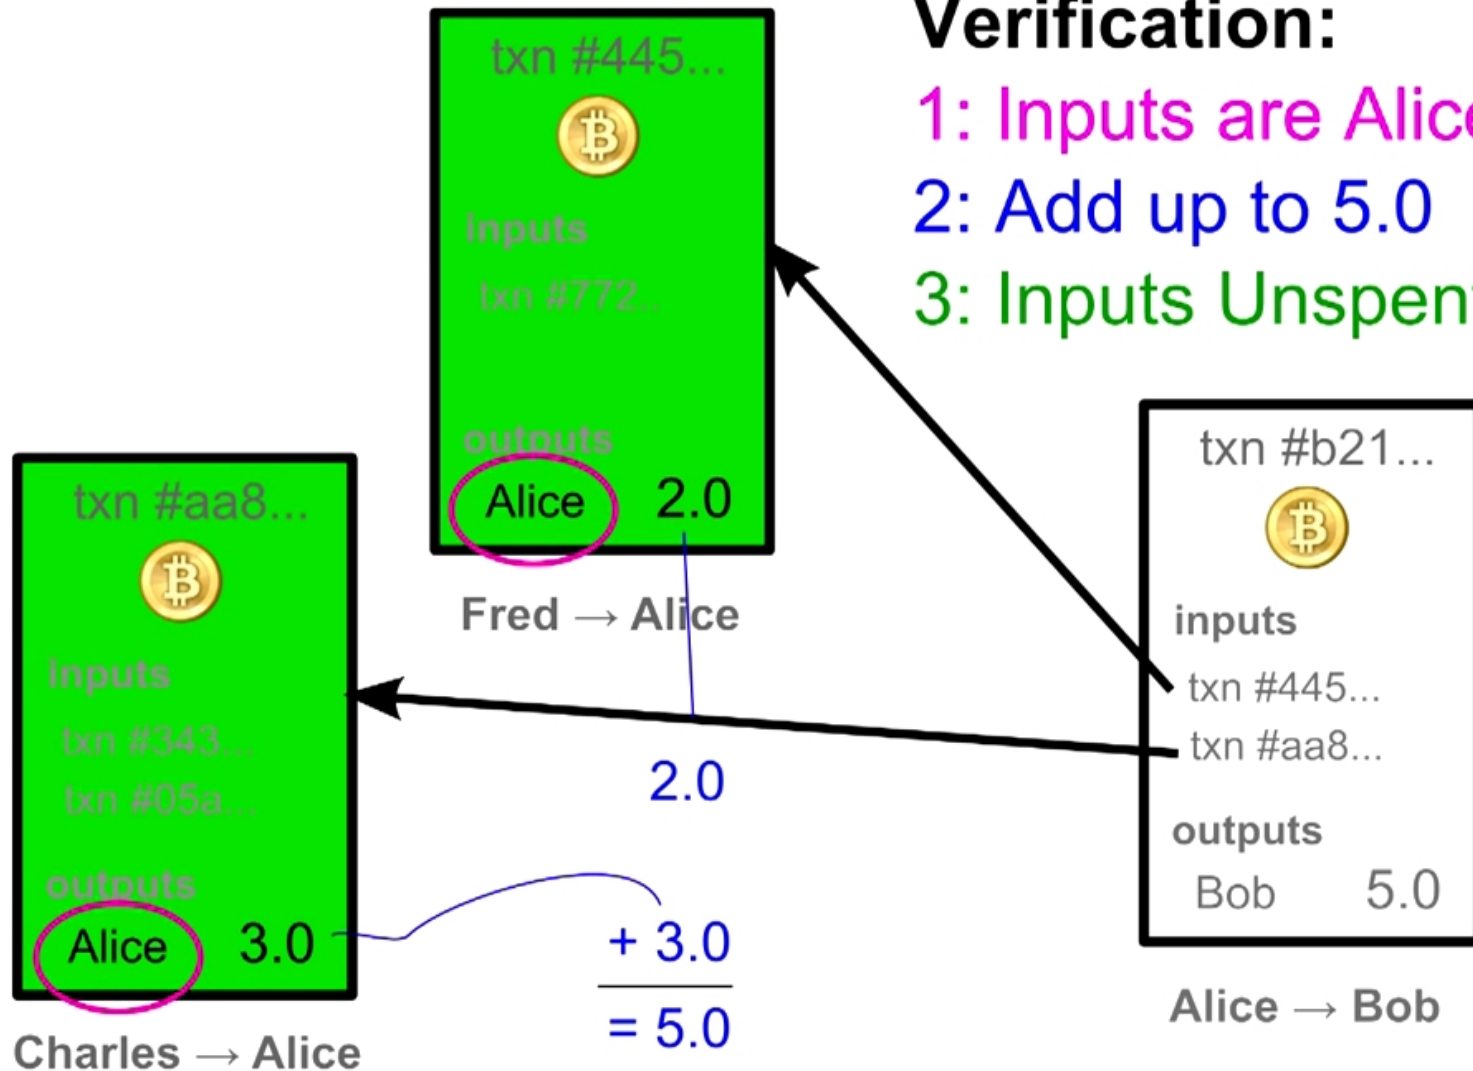 txn #445...
inputs
txn #772..
outputs
Alice 2.0
Fred → Alice
Verification:
1: Inputs are Alice
2: Add up to 5.0
3: Inputs Unspent
txn #aa8...
inputs
txn #343...
txn #05a...
outputs
Alice 3.0
Charles → Alice
2.0
+ 3.0
= 5.0
txn #b21...
inputs
txn #445...
txn #aa8...
outputs
Bob 5.0
Alice → Bob